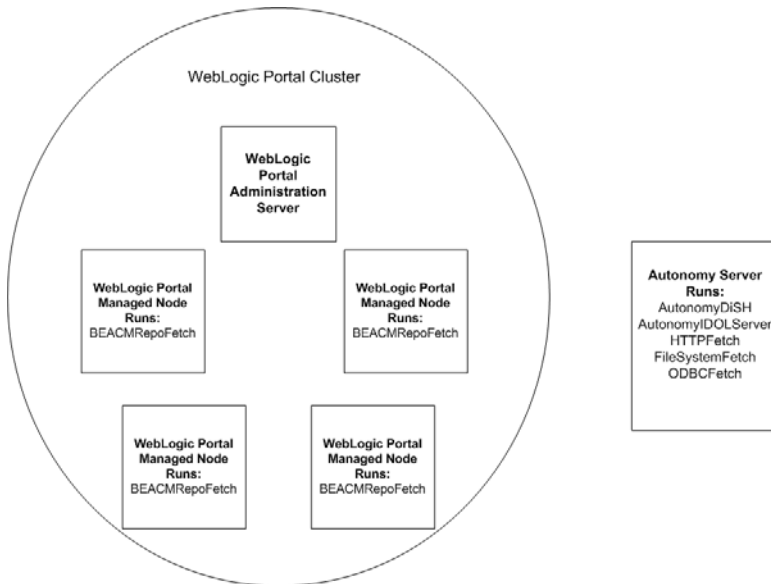 WebLogic Portal Cluster
WebLogic
Portal
Administration
Server
WebLogic Portal
Managed Node
Runs:
BEACMRepoFetch
WebLogic Portal
Managed Node
Runs:
BEACMRepoFetch
Autonomy Server
Runs:
AutonomyDiSH
AutonomyIDOLServer
HTTPFetch
FileSystemFetch
ODBCFetch
WebLogic Portal
Managed Node
Runs:
BEACMRepoFetch
WebLogic Portal
Managed Node
Runs:
BEACMRepoFetch